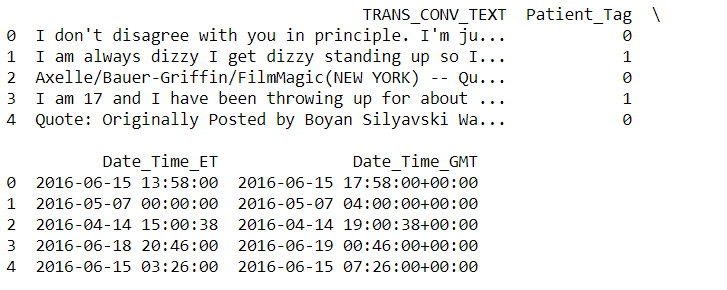 TRANS_CONV_TEXT Patient_Tag \
0 I don't disagree with you in principle. I'm ju... 0
1 I am always dizzy I get dizzy standing up so I... 1
2 Axelle/Bauer-Griffin/FilmMagic(NEW YORK) -- Qu... 0
3 I am 17 and I have been throwing up for about ... 1
4 Quote: Originally Posted by Boyan Silyavski Wa... 0
Date_Time_ET Date_Time_GMT
0 2016-06-15 13:58:00 2016-06-15 17:58:00+00:00
1 2016-05-07 00:00:00 2016-05-07 04:00:00+00:00
2 2016-04-14 15:00:38 2016-04-14 19:00:38+00:00
3 2016-06-18 20:46:00 2016-06-19 00:46:00+00:00
4 2016-06-15 03:26:00 2016-06-15 07:26:00+00:00